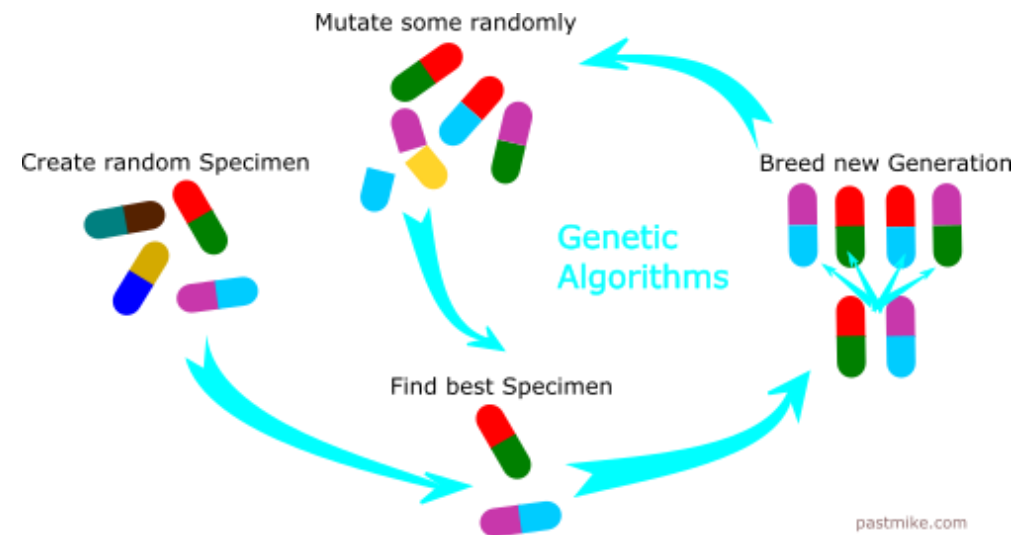 Mutate some randomly
Create random Specimen
Breed new Generation
Genetic
Algorithms
Find best Specimen
pastmike.com